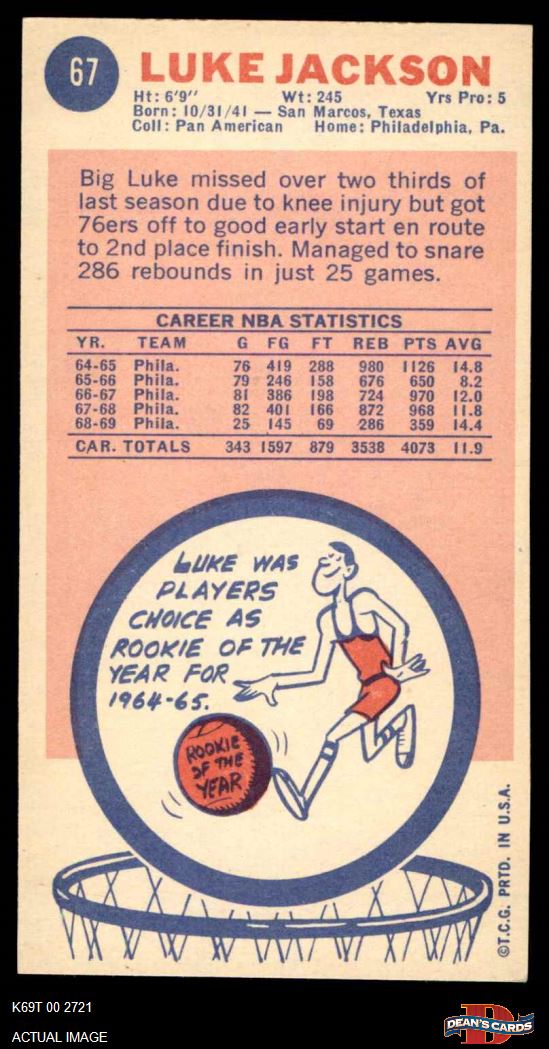 67
LUKE JACKSON
Ht: 6'9" Wt: 245 Yrs Pro: 5
Born: 10/31/41 — San Marcos, Texas
Coll: Pan American Home: Philadelphia, Pa.
Big Luke missed over two thirds of
last season due to knee injury but got
76ers off to good early start en route
to 2nd place finish. Managed to snare
286 rebounds in just 25 games.
CAREER NBA STATISTICS
YR. TEAM G FG FT REB PTS AVG
64-65 Phila. 76 419 288 980 1126 14.8
65-66 Phila. 79 246 158 676 650 8.2
66-67 Phila. 81 386 198 724 970 12.0
67-68 Phila. 82 401 166 872 968 11.8
68-69 Phila. 25 145 69 286 359 14.4
CAR. TOTALS 343 1597 879 3538 4073 11.9
LUKE WAS
PLAYERS
CHOICE AS
ROOKIE OF THE
YEAR FOR
1964-65.
ROOKIE
OF THE
YEAR
©T.C.G. PRTD. IN U.S.A.
K69T 00 2721
ACTUAL IMAGE
D
DEAN'S CARDS